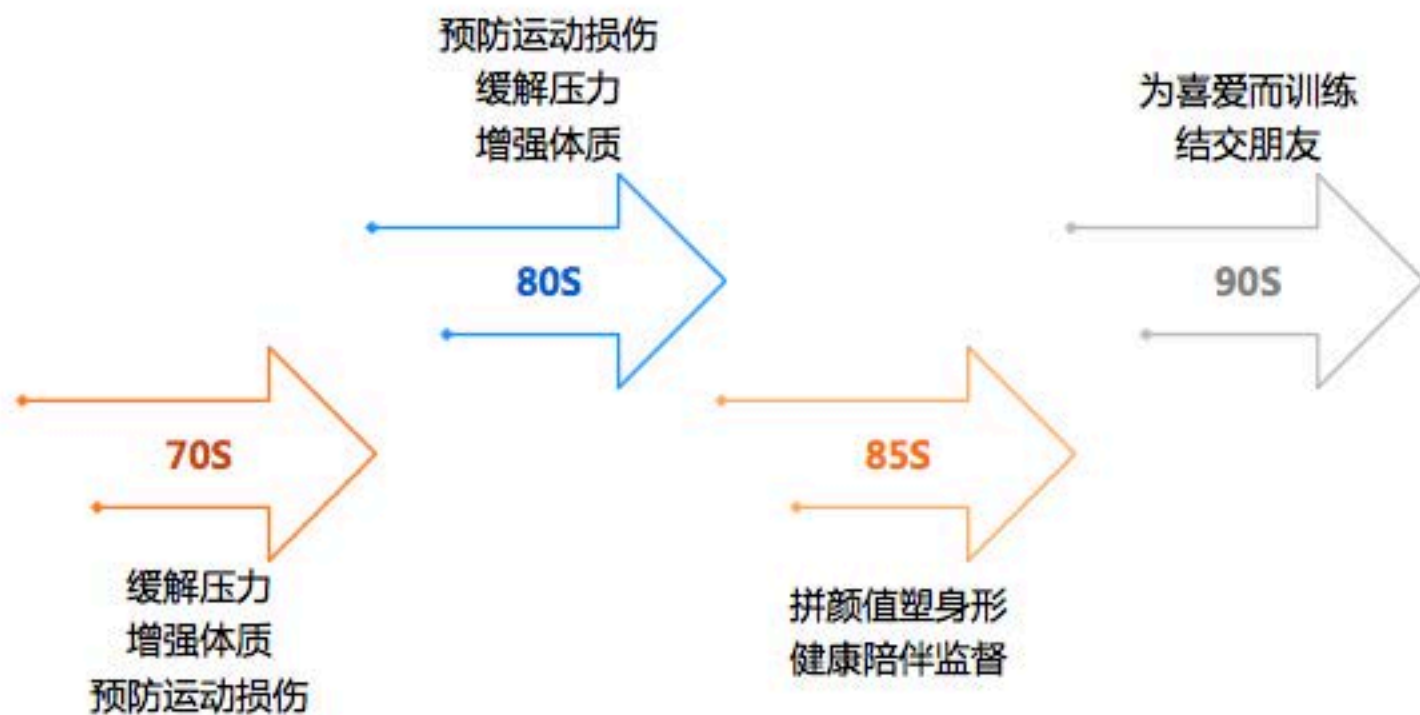 预防运动损伤
缓解压力
增强体质
80S
为喜爱而训练
结交朋友
90S
70S
缓解压力
增强体质
预防运动损伤
85S
拼颜值塑身形
健康陪伴监督